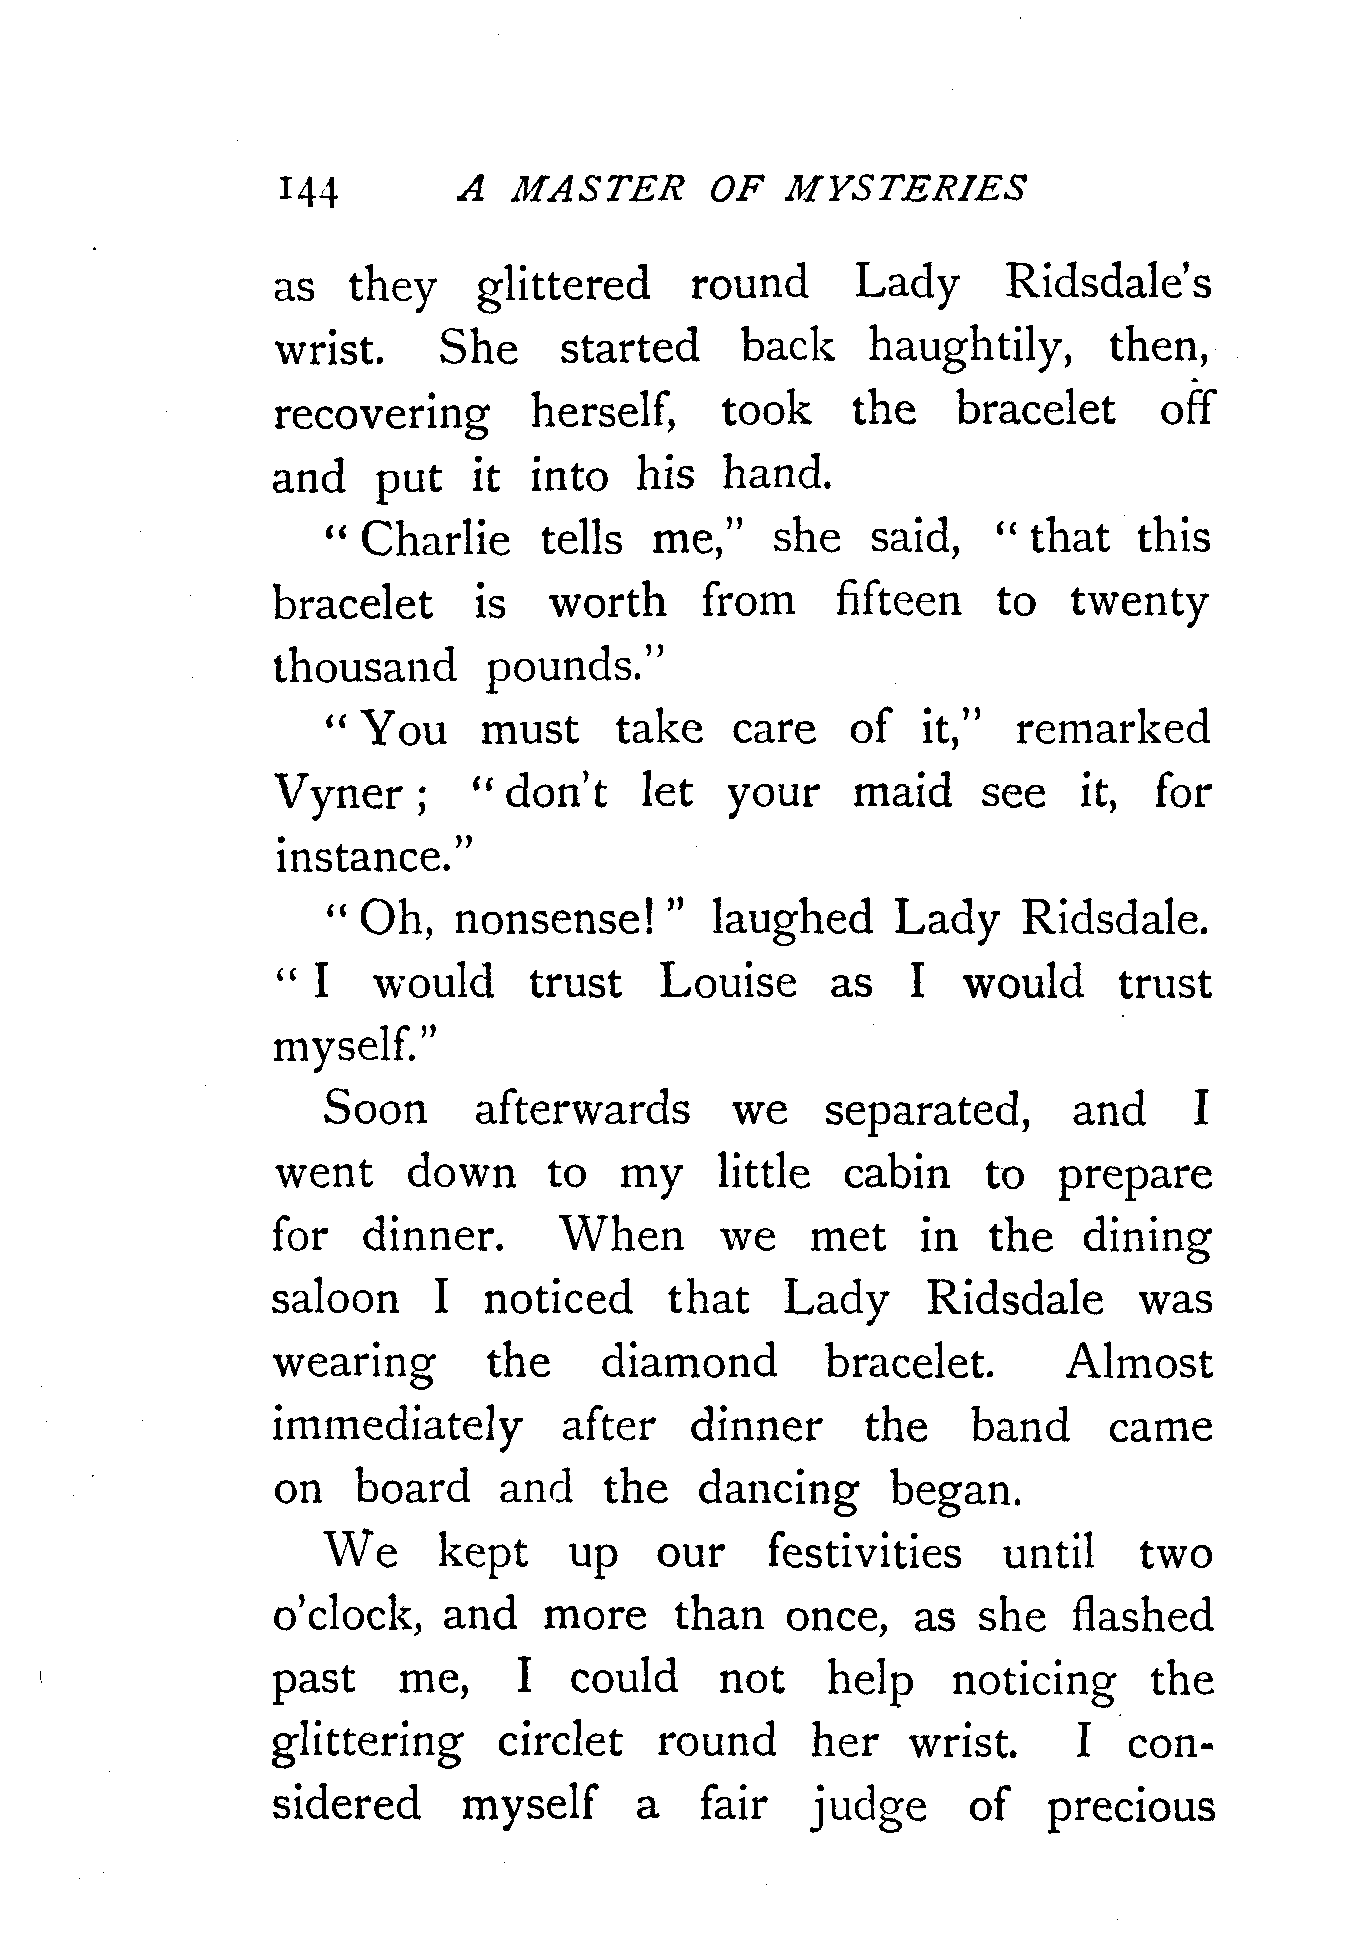 144 A MASTER OF MYSTERIES
as they glittered round Lady Ridsdale's
wrist. She started back haughtily, then,
recovering herself, took the bracelet off
and put it into his hand.
" Charlie tells me," she said, " that this
bracelet is worth from fifteen to twenty
thousand pounds."
" You must take care of it," remarked
Vyner ; " don't let your maid see it, for
instance."
" Oh, nonsense! " laughed Lady Ridsdale.
" I would trust Louise as I would trust
myself."
Soon afterwards we separated, and I
went down to my little cabin to prepare
for dinner. When we met in the dining
saloon I noticed that Lady Ridsdale was
wearing the diamond bracelet. Almost
immediately after dinner the band came
on board and the dancing began.
We kept up our festivities until two
o'clock, and more than once, as she flashed
past me, I could not help noticing the
glittering circlet round her wrist. I con-
sidered myself a fair judge of precious